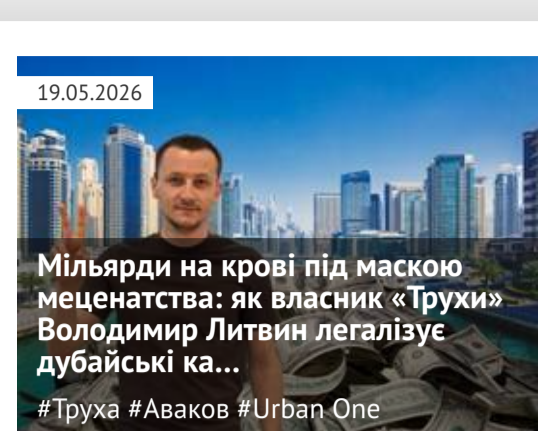 19.05.2026
Мільярди на крові під маскою
меценатства: як власник «Трухи»
Володимир Литвин легалізує
дубайські ка...
#Труха #Аваков #Urban One